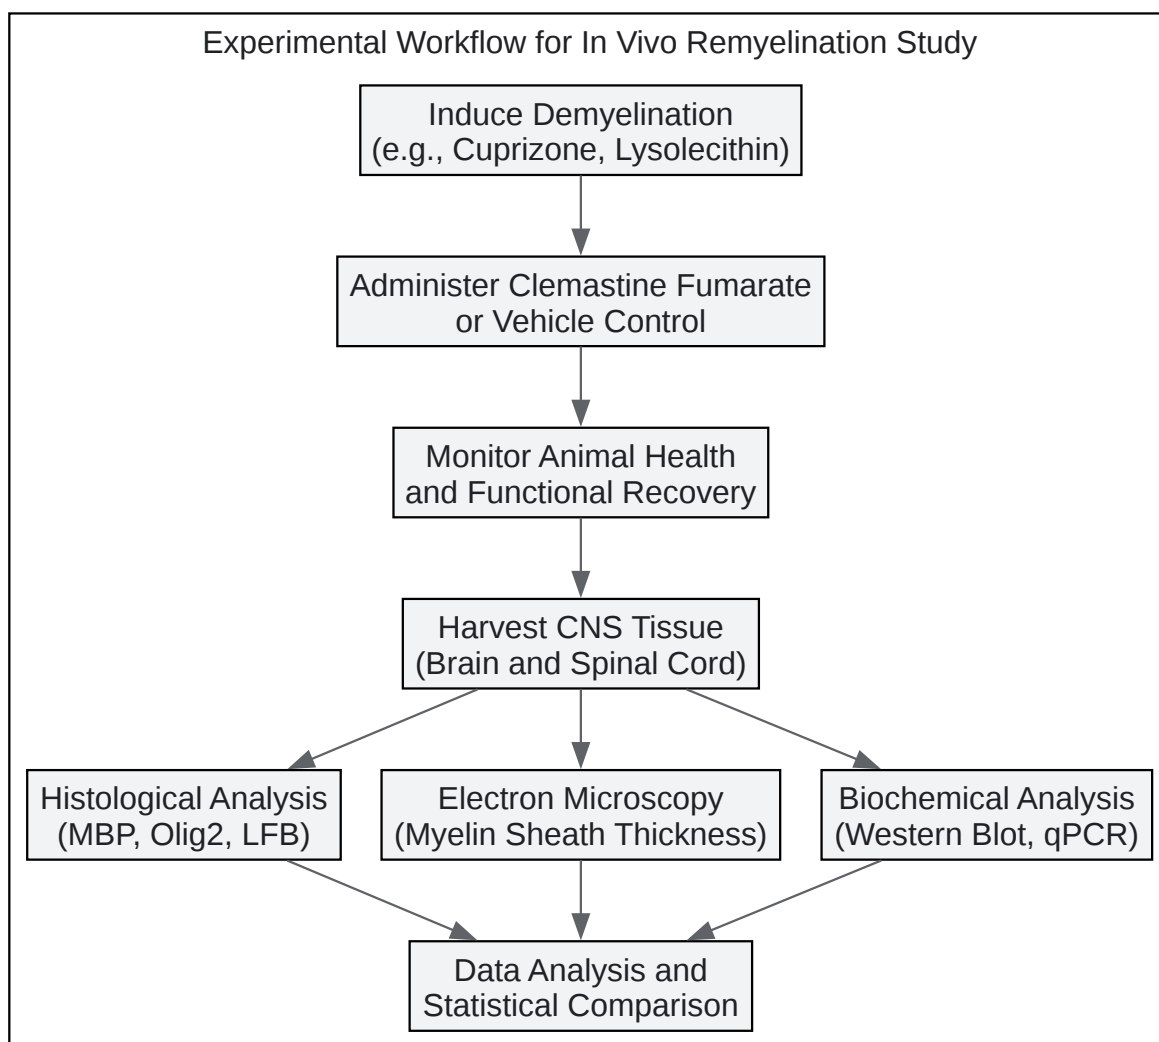 Experimental Workflow for In Vivo Remyelination Study
Induce Demyelination
(e.g., Cuprizone, Lysolecithin)
Administer Clemastine Fumarate
or Vehicle Control
Monitor Animal Health
and Functional Recovery
Harvest CNS Tissue
(Brain and Spinal Cord)
Histological Analysis
(MBP, Olig2, LFB)
Electron Microscopy
(Myelin Sheath Thickness)
Biochemical Analysis
(Western Blot, qPCR)
Data Analysis and
Statistical Comparison